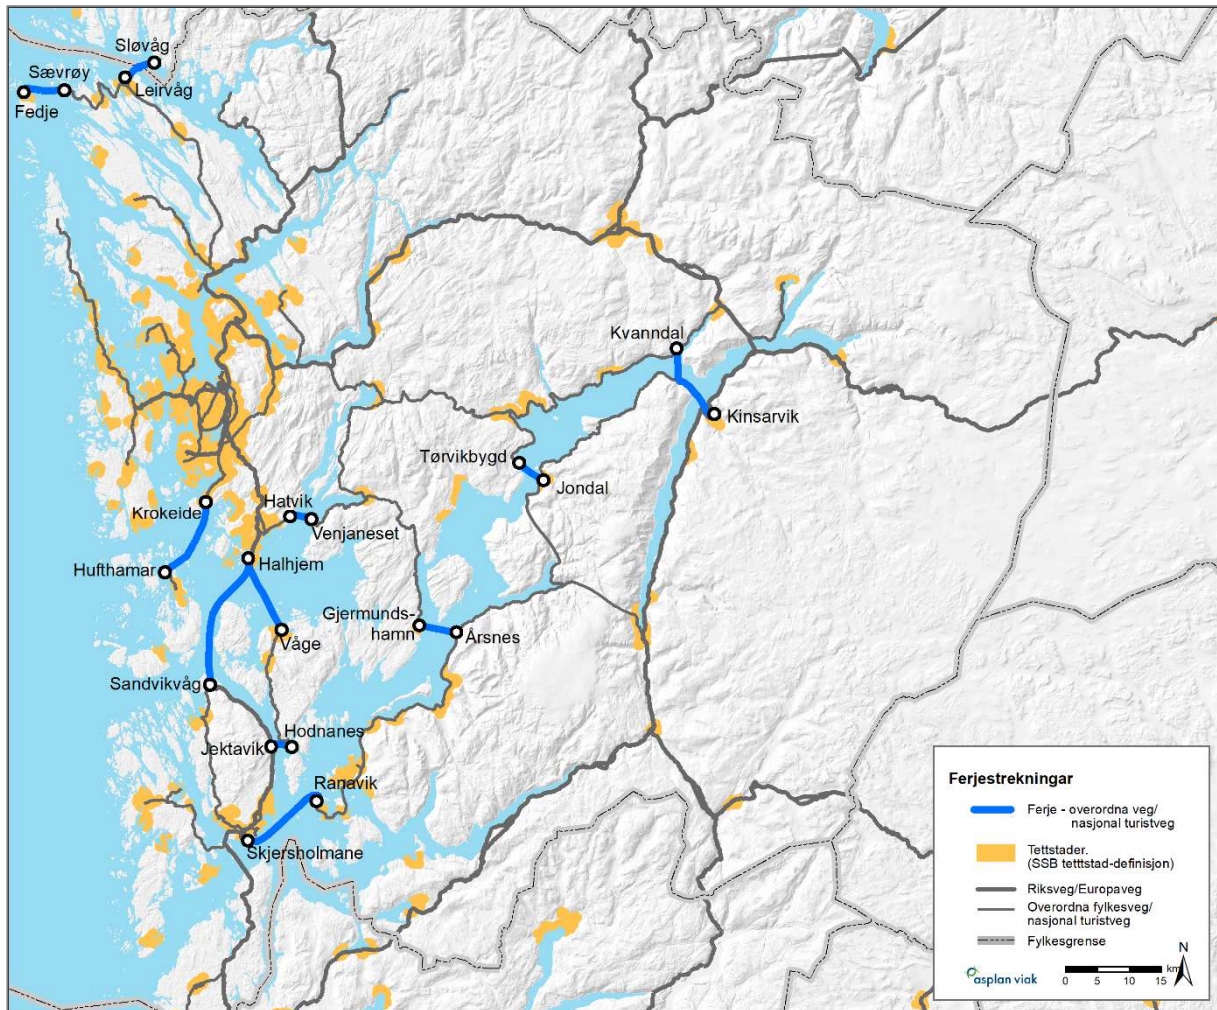 Sløvåg
Sævrøy
Leirvåg
Fedje
Kvanndal
Kinsarvik
Tørvikbygd
Jondal
Krokeide
Hatvik
Venjaneset
Halhjem
Hufthamar
Gjermunds-
hamn
Årsnes
Våge
Sandvikvåg
Hodnanes
Jektavik
Ranavik
Skjersholmane
Ferjestrekningar
Ferje - overordna veg/
nasjonal turistveg
Tettstader.
(SSB tetttstad-definisjon)
Riksveg/Europaveg
Overordna fylkesveg/
nasjonal turistveg
Fylkesgrense
N
asplan viak
km
0 5 10 15